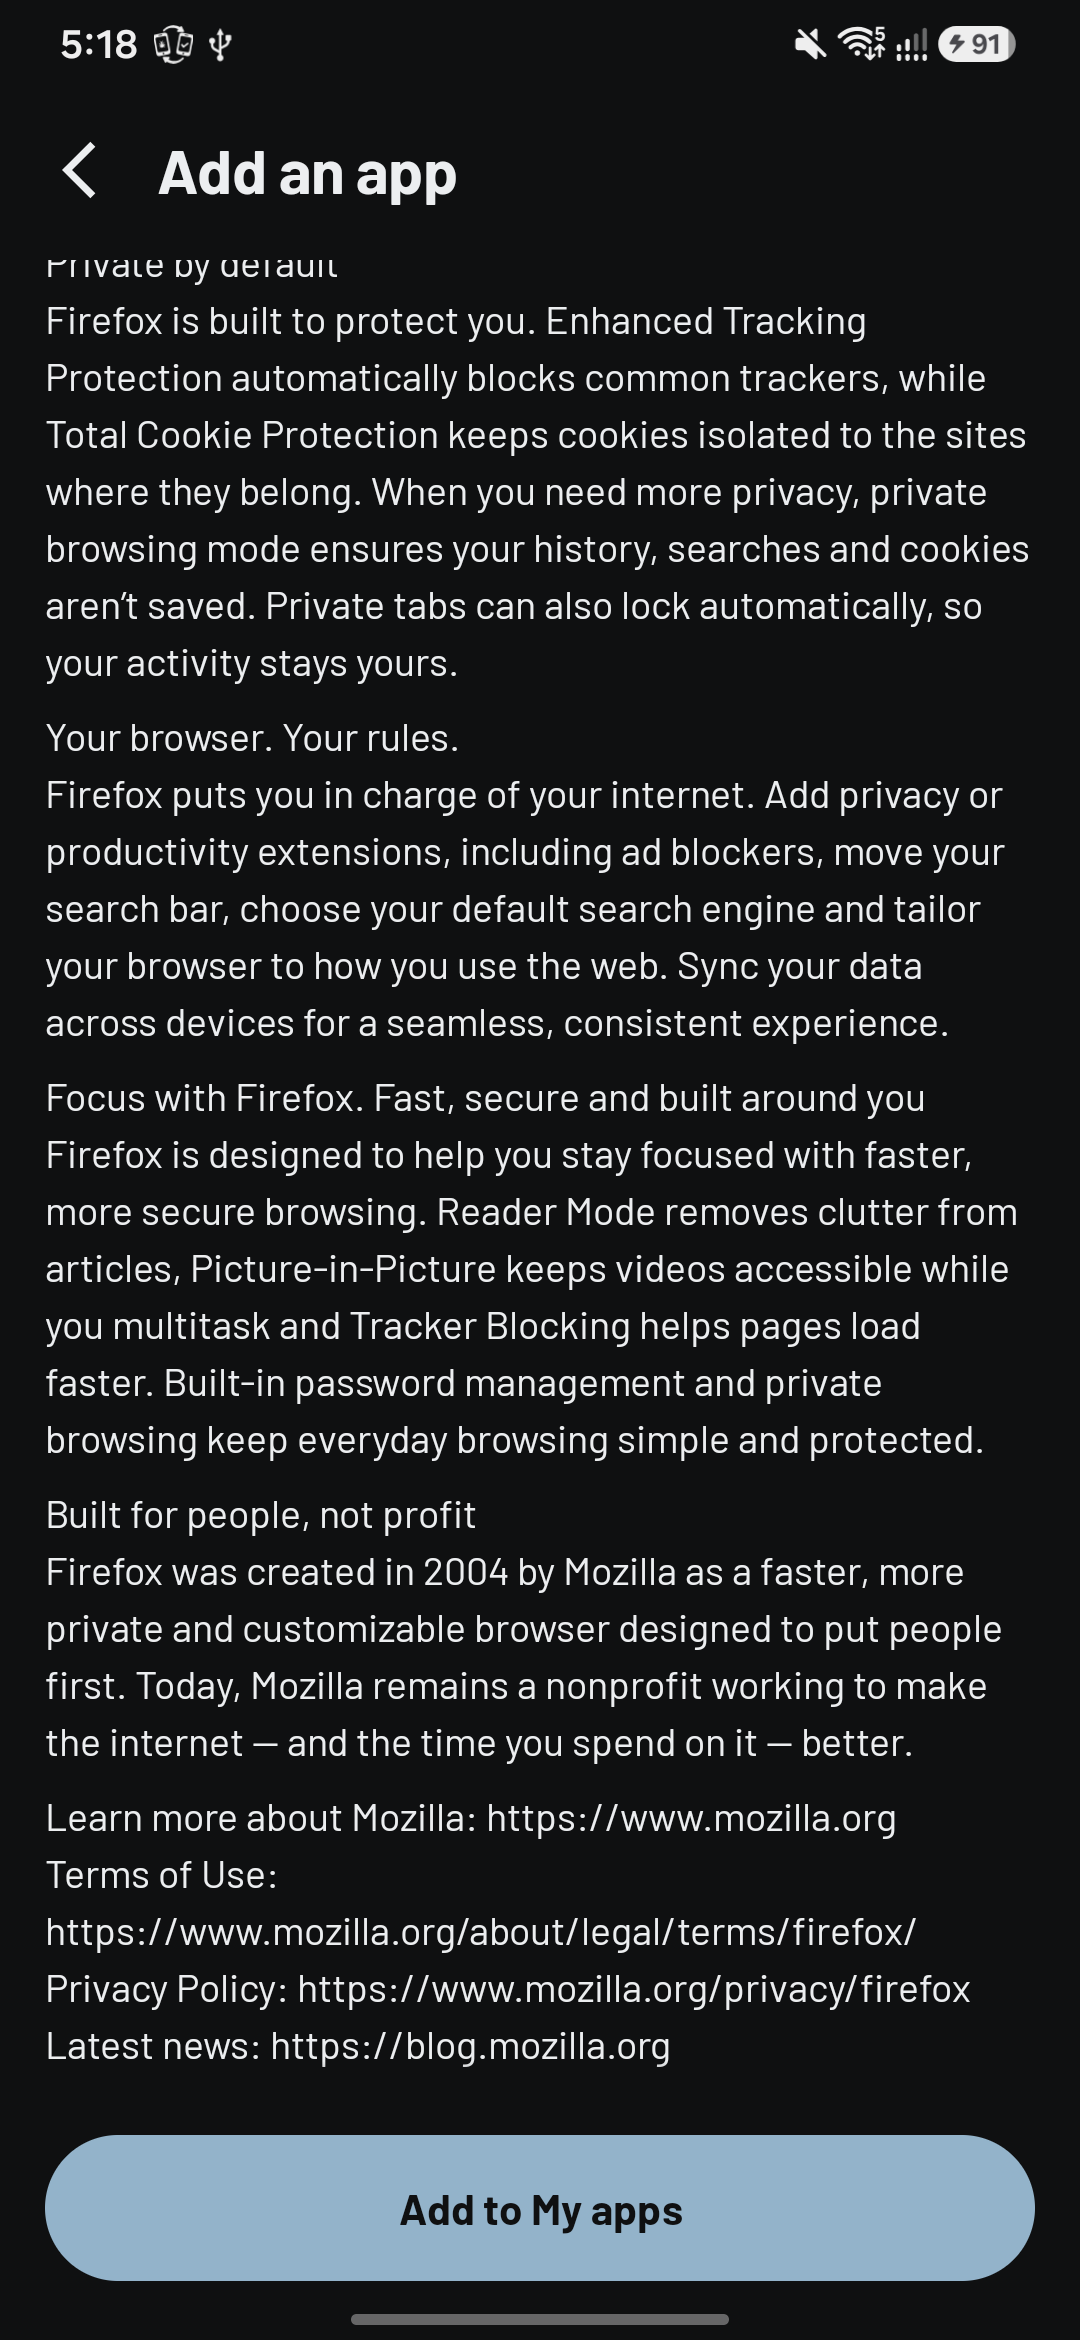 5:18
5
91
Add an app
Private by default
Firefox is built to protect you. Enhanced Tracking
Protection automatically blocks common trackers, while
Total Cookie Protection keeps cookies isolated to the sites
where they belong. When you need more privacy, private
browsing mode ensures your history, searches and cookies
aren’t saved. Private tabs can also lock automatically, so
your activity stays yours.
Your browser. Your rules.
Firefox puts you in charge of your internet. Add privacy or
productivity extensions, including ad blockers, move your
search bar, choose your default search engine and tailor
your browser to how you use the web. Sync your data
across devices for a seamless, consistent experience.
Focus with Firefox. Fast, secure and built around you
Firefox is designed to help you stay focused with faster,
more secure browsing. Reader Mode removes clutter from
articles, Picture-in-Picture keeps videos accessible while
you multitask and Tracker Blocking helps pages load
faster. Built-in password management and private
browsing keep everyday browsing simple and protected.
Built for people, not profit
Firefox was created in 2004 by Mozilla as a faster, more
private and customizable browser designed to put people
first. Today, Mozilla remains a nonprofit working to make
the internet — and the time you spend on it — better.
Learn more about Mozilla: https://www.mozilla.org
Terms of Use:
https://www.mozilla.org/about/legal/terms/firefox/
Privacy Policy: https://www.mozilla.org/privacy/firefox
Latest news: https://blog.mozilla.org
Add to My apps